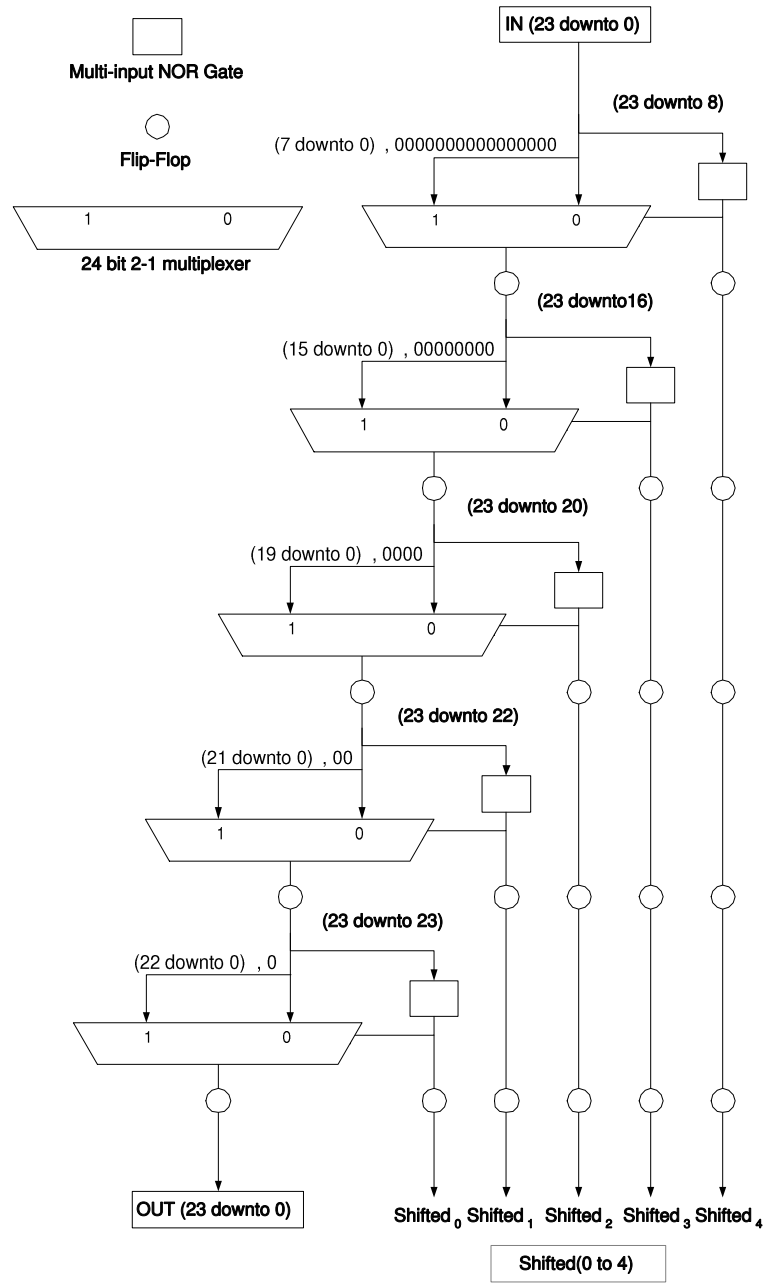 IN (23 downto 0)
Multi-input NOR Gate
(23 downto 8)
Flip-Flop
(7 downto 0) , 0000000000000000
1 0
1 0
24 bit 2-1 multiplexer
(23 downto16)
(15 downto 0) , 00000000
1 0
(23 downto 20)
(19 downto 0) , 0000
1 0
(23 downto 22)
(21 downto 0) , 00
1 0
(23 downto 23)
(22 downto 0) , 0
1 0
OUT (23 downto 0)
Shifted 0 Shifted 1 Shifted 2 Shifted 3 Shifted 4
Shifted(0 to 4)